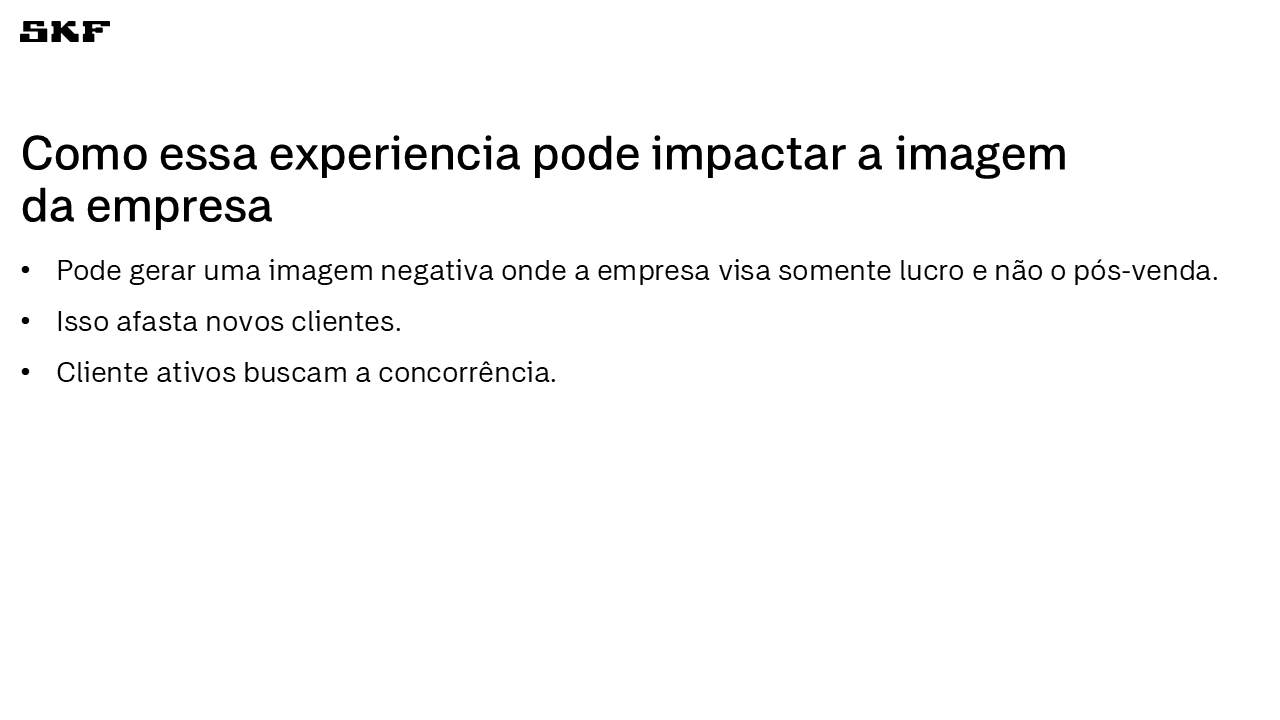 SKF
Como essa experiencia pode impactar a imagem
da empresa
• Pode gerar uma imagem negativa onde a empresa visa somente lucro e não o pós-venda.
• Isso afasta novos clientes.
• Cliente ativos buscam a concorrência.